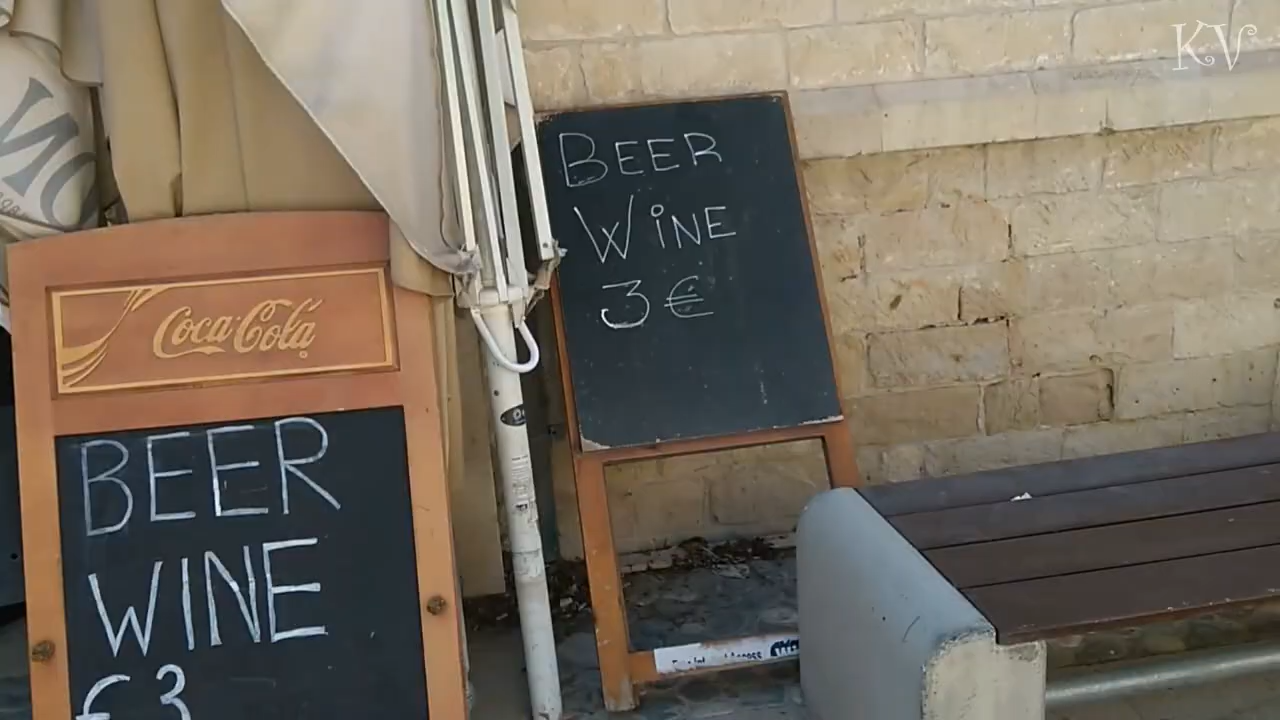 KV
Coca-Cola
BEER
WINE
€3
BEER
WiNE
3€